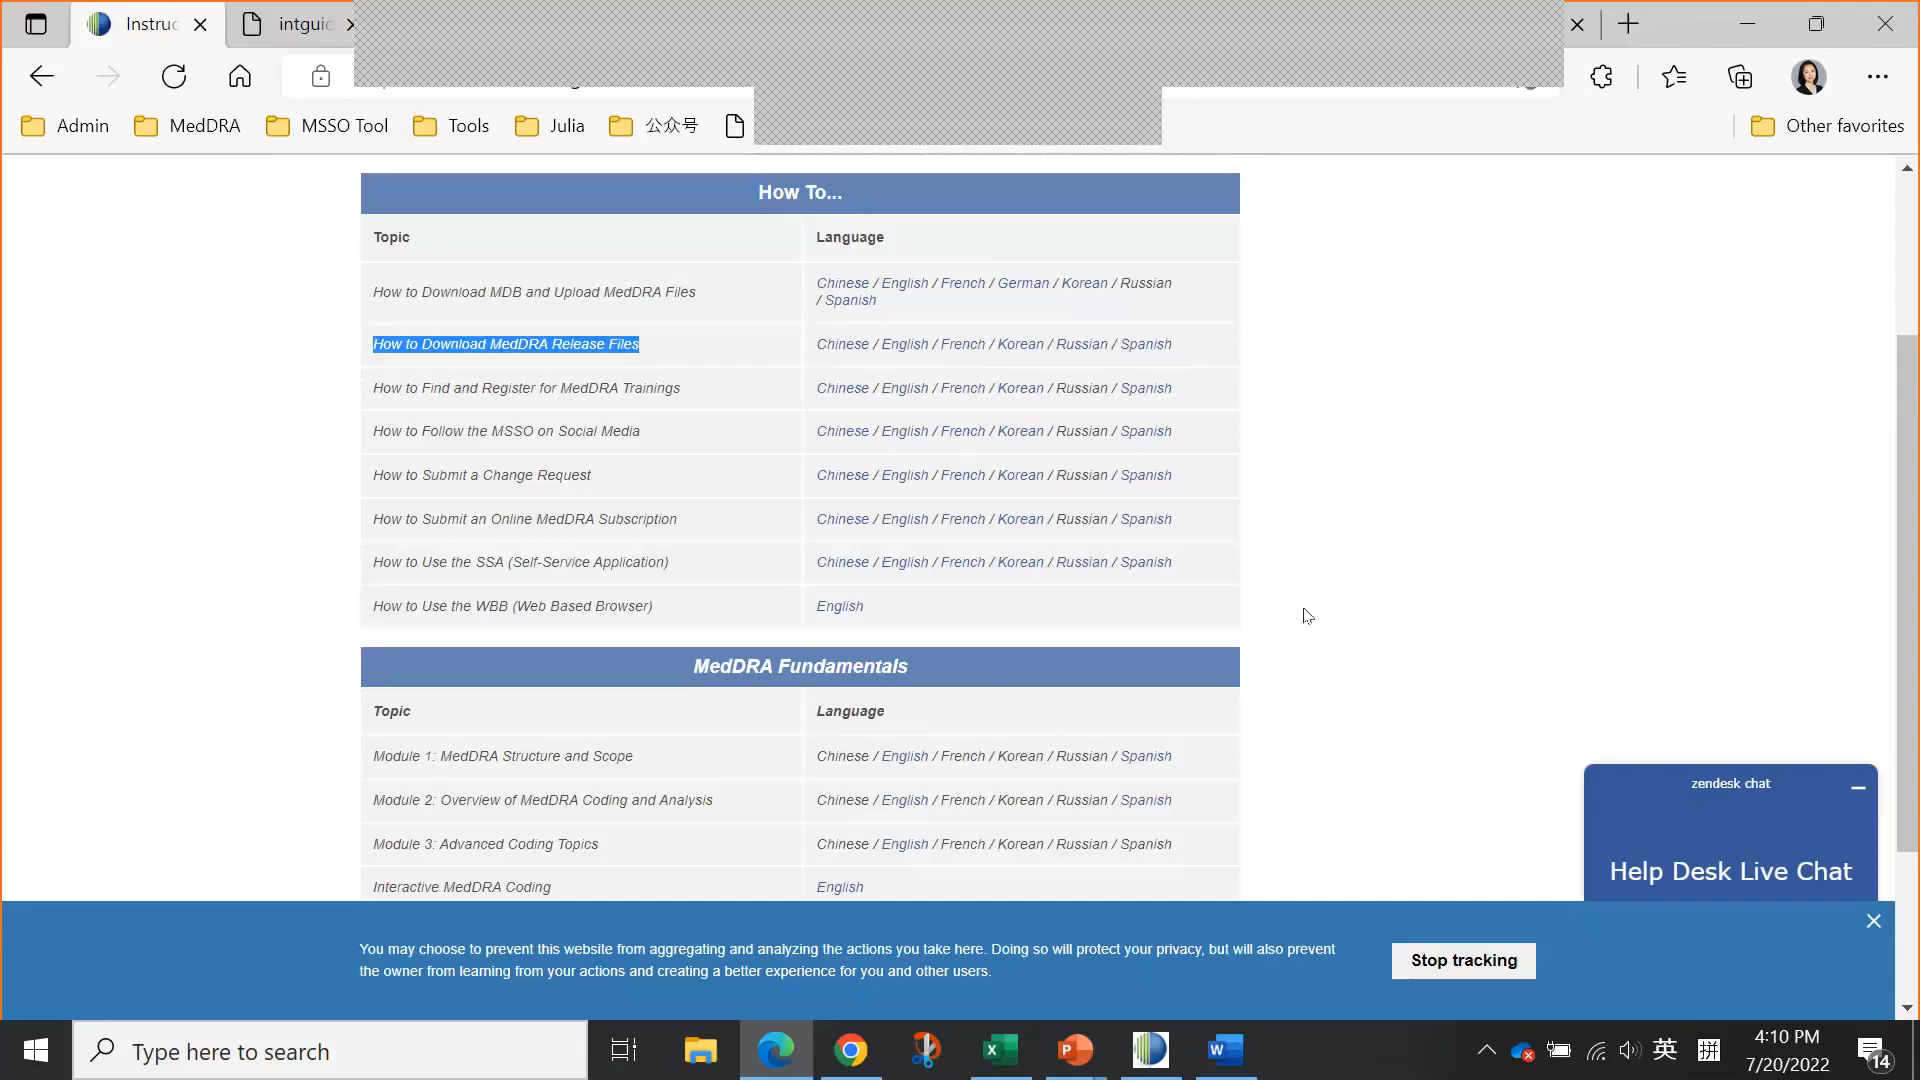 Instruc
intguid
Admin
MedDRA
MSSO Tool
Tools
Julia
公众号
Other favorites
How To...
Topic
Language
How to Download MDB and Upload MedDRA Files
Chinese / English / French / German / Korean / Russian
/ Spanish
How to Download MedDRA Release Files
Chinese / English / French / Korean / Russian / Spanish
How to Find and Register for MedDRA Trainings
Chinese / English / French / Korean / Russian / Spanish
How to Follow the MSSO on Social Media
Chinese / English / French / Korean / Russian / Spanish
How to Submit a Change Request
Chinese / English / French / Korean / Russian / Spanish
How to Submit an Online MedDRA Subscription
Chinese / English / French / Korean / Russian / Spanish
How to Use the SSA (Self-Service Application)
Chinese / English / French / Korean / Russian / Spanish
How to Use the WBB (Web Based Browser)
English
MedDRA Fundamentals
Topic
Language
Module 1: MedDRA Structure and Scope
Chinese / English / French / Korean / Russian / Spanish
Module 2: Overview of MedDRA Coding and Analysis
Chinese / English / French / Korean / Russian / Spanish
Module 3: Advanced Coding Topics
Chinese / English / French / Korean / Russian / Spanish
Interactive MedDRA Coding
English
zendesk chat
Help Desk Live Chat
You may choose to prevent this website from aggregating and analyzing the actions you take here. Doing so will protect your privacy, but will also prevent
the owner from learning from your actions and creating a better experience for you and other users.
Stop tracking
Type here to search
英
拼
4:10 PM
7/20/2022
14